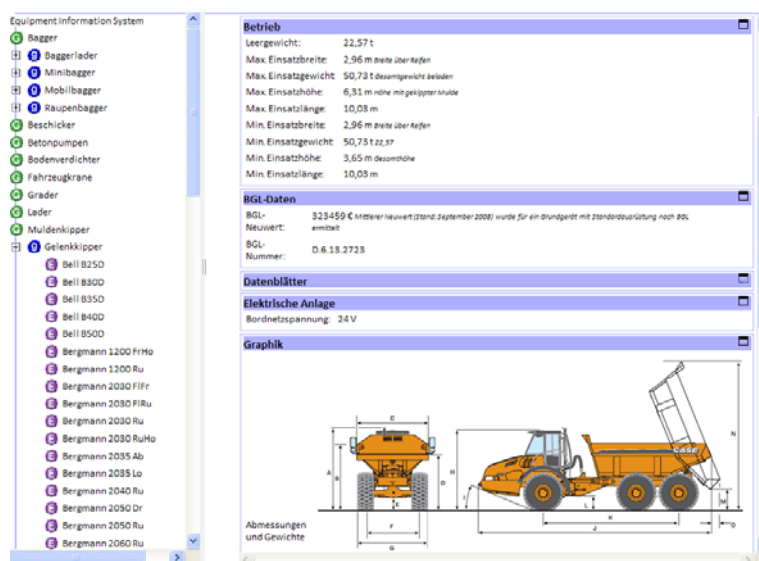 Equipment Information System
Bagger
Baggerlader
Minibagger
Mobilbagger
Raupenbagger
Beschicker
Betonpumpen
Bodenverdichter
Fahrzeugkrane
Grader
Lader
Muldenkipper
Gelenkkipper
Bell B25D
Bell B30D
Bell B35D
Bell B40D
Bell B50D
Bergmann 1200 FrHo
Bergmann 1200 Ru
Bergmann 2030 FlFr
Bergmann 2030 FlRu
Bergmann 2030 Ru
Bergmann 2030 RuHo
Bergmann 2035 Ab
Bergmann 2035 Lo
Bergmann 2040 Ru
Bergmann 2050 Dr
Bergmann 2050 Ru
Bergmann 2060 Ru
Betrieb
Leergewicht: 22,57 t
Max. Einsatzbreite: 2,96 m Breite über Reifen
Max. Einsatzgewicht: 50,73 t Gesamtgewicht beladen
Max. Einsatzhöhe: 6,31 m Höhe mit gekippter Mulde
Max. Einsatzlänge: 10,03 m
Min. Einsatzbreite: 2,96 m Breite über Reifen
Min. Einsatzgewicht: 50,73 t 22,57
Min. Einsatzhöhe: 3,65 m Gesamthöhe
Min. Einsatzlänge: 10,03 m
BGL-Daten
BGL- 323459 € Mittlerer Neuwert (Stand: September 2008) wurde für ein Grundgerät mit Standardausrüstung nach BGL
Neuwert: ermittelt
BGL- D.6.13.2723
Nummer:
Datenblätter
Elektrische Anlage
Bordnetzspannung: 24 V
Graphik
C
A
B
D
E
F
G
H
I
L
K
J
CASE
N
M
O
Abmessungen
und Gewichte